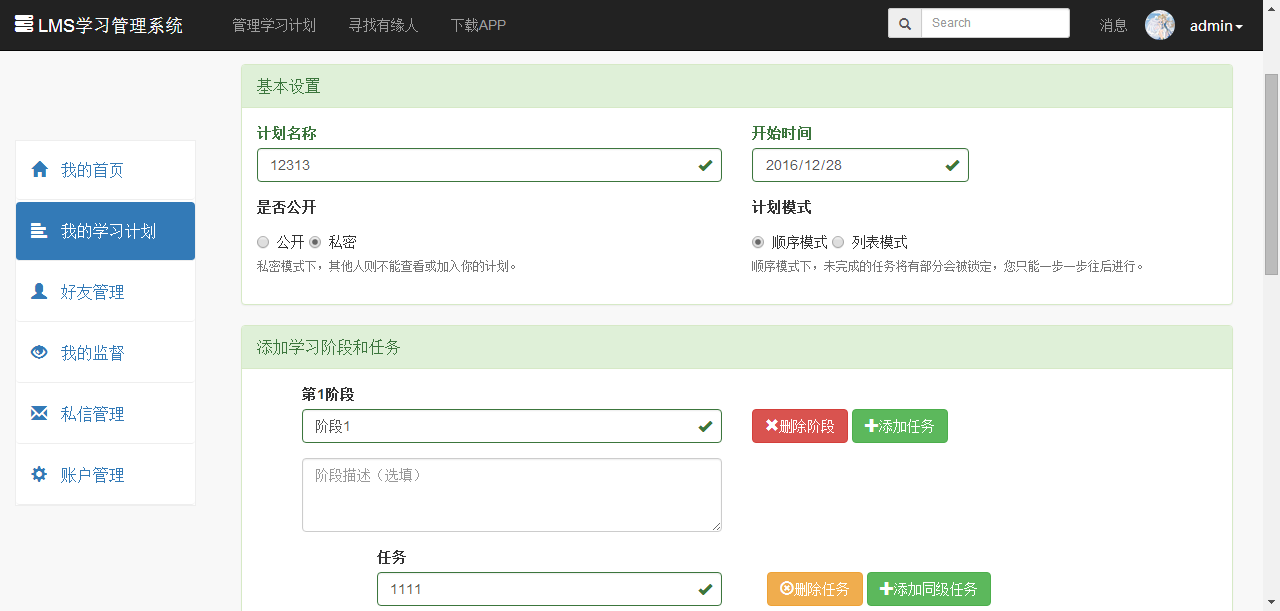 LMS学习管理系统 管理学习计划 寻找有缘人 下载APP Search 消息 admin
基本设置
计划名称 开始时间
12313 2016/12/28
是否公开 计划模式
公开 私密 顺序模式 列表模式
私密模式下，其他人则不能查看或加入你的计划。 顺序模式下，未完成的任务将有部分会被锁定，您只能一步一步往后进行。
我的首页
我的学习计划
好友管理
我的监督
私信管理
账户管理
添加学习阶段和任务
第1阶段
阶段1 删除阶段 添加任务
阶段描述（选填）
任务
1111 删除任务 添加同级任务